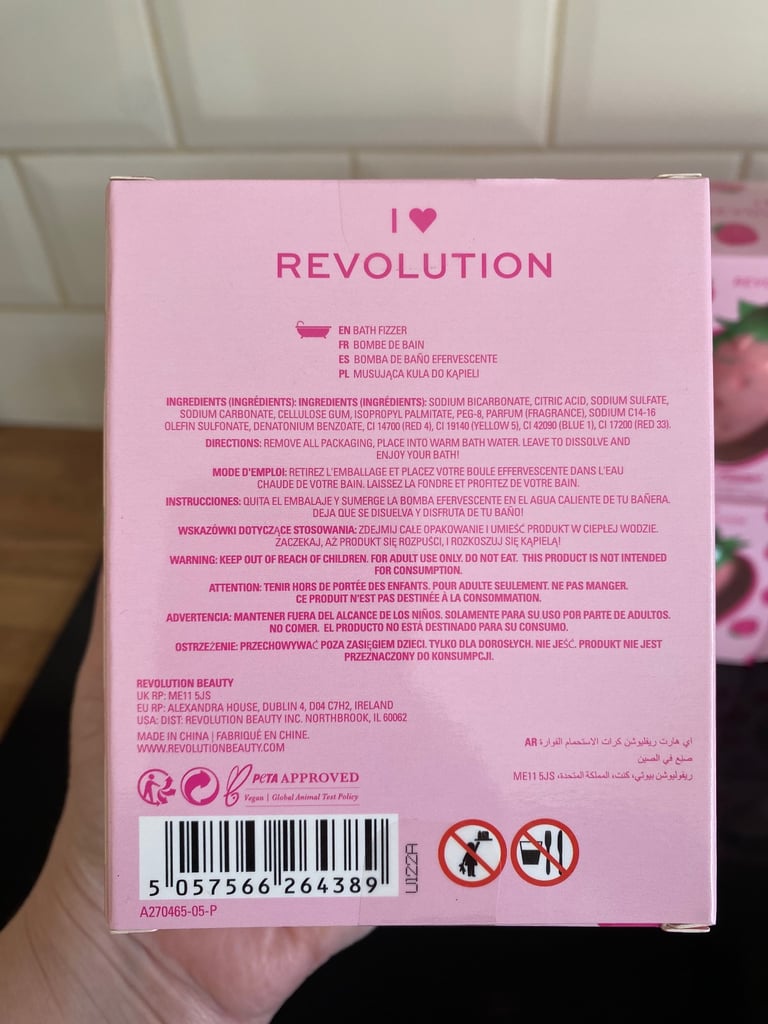 I ♥
REVOLUTION
EN BATH FIZZER
FR BOMBE DE BAIN
ES BOMBA DE BAÑO EFERVESCENTE
PL MUSUJĄCA KULA DO KĄPIELI
INGREDIENTS (INGRÉDIENTS): INGREDIENTS (INGRÉDIENTS): SODIUM BICARBONATE, CITRIC ACID, SODIUM SULFATE,
SODIUM CARBONATE, CELLULOSE GUM, ISOPROPYL PALMITATE, PEG-8, PARFUM (FRAGRANCE), SODIUM C14-16
OLEFIN SULFONATE, DENATONIUM BENZOATE, CI 14700 (RED 4), CI 19140 (YELLOW 5), CI 42090 (BLUE 1), CI 17200 (RED 33).
DIRECTIONS: REMOVE ALL PACKAGING, PLACE INTO WARM BATH WATER. LEAVE TO DISSOLVE AND
ENJOY YOUR BATH!
MODE D'EMPLOI: RETIREZ L'EMBALLAGE ET PLACEZ VOTRE BOULE EFFERVESCENTE DANS L'EAU
CHAUDE DE VOTRE BAIN. LAISSEZ LA FONDRE ET PROFITEZ DE VOTRE BAIN.
INSTRUCCIONES: QUITA EL EMBALAJE Y SUMERGE LA BOMBA EFERVESCENTE EN EL AGUA CALIENTE DE TU BAÑERA.
DEJA QUE SE DISUELVA Y DISFRUTA DE TU BAÑO!
WSKAZÓWKI DOTYCZĄCE STOSOWANIA: ZDEJMIJ CAŁE OPAKOWANIE I UMIEŚĆ PRODUKT W CIEPŁEJ WODZIE.
ZACZEKAJ, AŻ PRODUKT SIĘ ROZPUŚCI, I ROZKOSZUJ SIĘ KĄPIELĄ!
WARNING: KEEP OUT OF REACH OF CHILDREN. FOR ADULT USE ONLY. DO NOT EAT. THIS PRODUCT IS NOT INTENDED
FOR CONSUMPTION.
ATTENTION: TENIR HORS DE PORTÉE DES ENFANTS. POUR ADULTE SEULEMENT. NE PAS MANGER.
CE PRODUIT N'EST PAS DESTINÉE À LA CONSOMMATION.
ADVERTENCIA: MANTENER FUERA DEL ALCANCE DE LOS NIÑOS. SOLAMENTE PARA SU USO POR PARTE DE ADULTOS.
NO COMER. EL PRODUCTO NO ESTÁ DESTINADO PARA SU CONSUMO.
OSTRZEŻENIE: PRZECHOWYWAĆ POZA ZASIĘGIEM DZIECI. TYLKO DLA DOROSŁYCH. NIE JEŚĆ. PRODUKT NIE JEST
PRZEZNACZONY DO KONSUMPCJI.
REVOLUTION BEAUTY
UK RP: ME11 5JS
EU RP: ALEXANDRA HOUSE, DUBLIN 4, D04 C7H2, IRELAND
USA: DIST: REVOLUTION BEAUTY INC. NORTHBROOK, IL 60062
MADE IN CHINA | FABRIQUÉ EN CHINE.
WWW.REVOLUTIONBEAUTY.COM
اي هارت ريفليوشن كرات الاستحمام الفوارة AR
صنع في الصين
ريفوليوشن بيوتي، كنت، المملكة المتحدة، ME11 5JS
PETA APPROVED
Vegan | Global Animal Test Policy
5 057566 264389
A270465-05-P